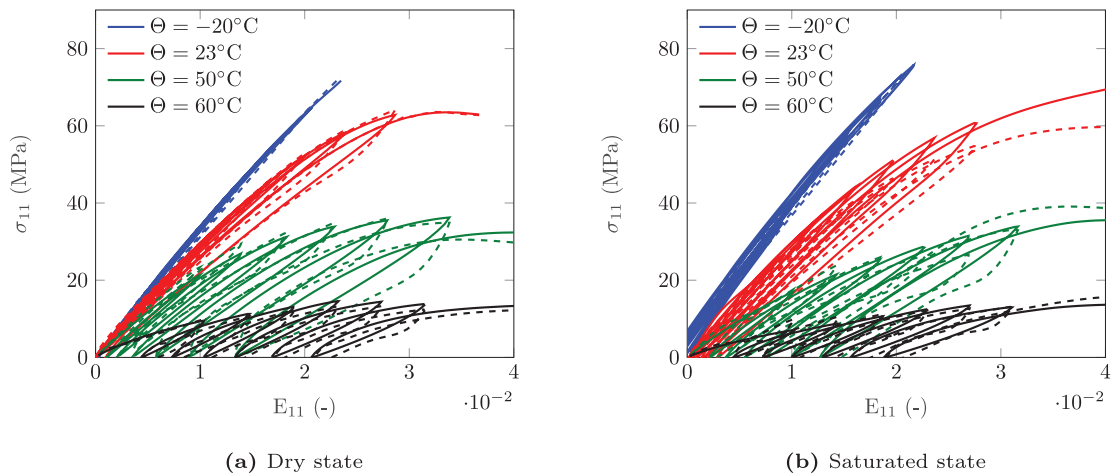 Θ = −20°C
Θ = 23°C
Θ = 50°C
Θ = 60°C
80
60
40
20
0
σ11 (MPa)
0 1 2 3 4
·10−2
E11 (-)
(a) Dry state
Θ = −20°C
Θ = 23°C
Θ = 50°C
Θ = 60°C
80
60
40
20
0
σ11 (MPa)
0 1 2 3 4
·10−2
E11 (-)
(b) Saturated state